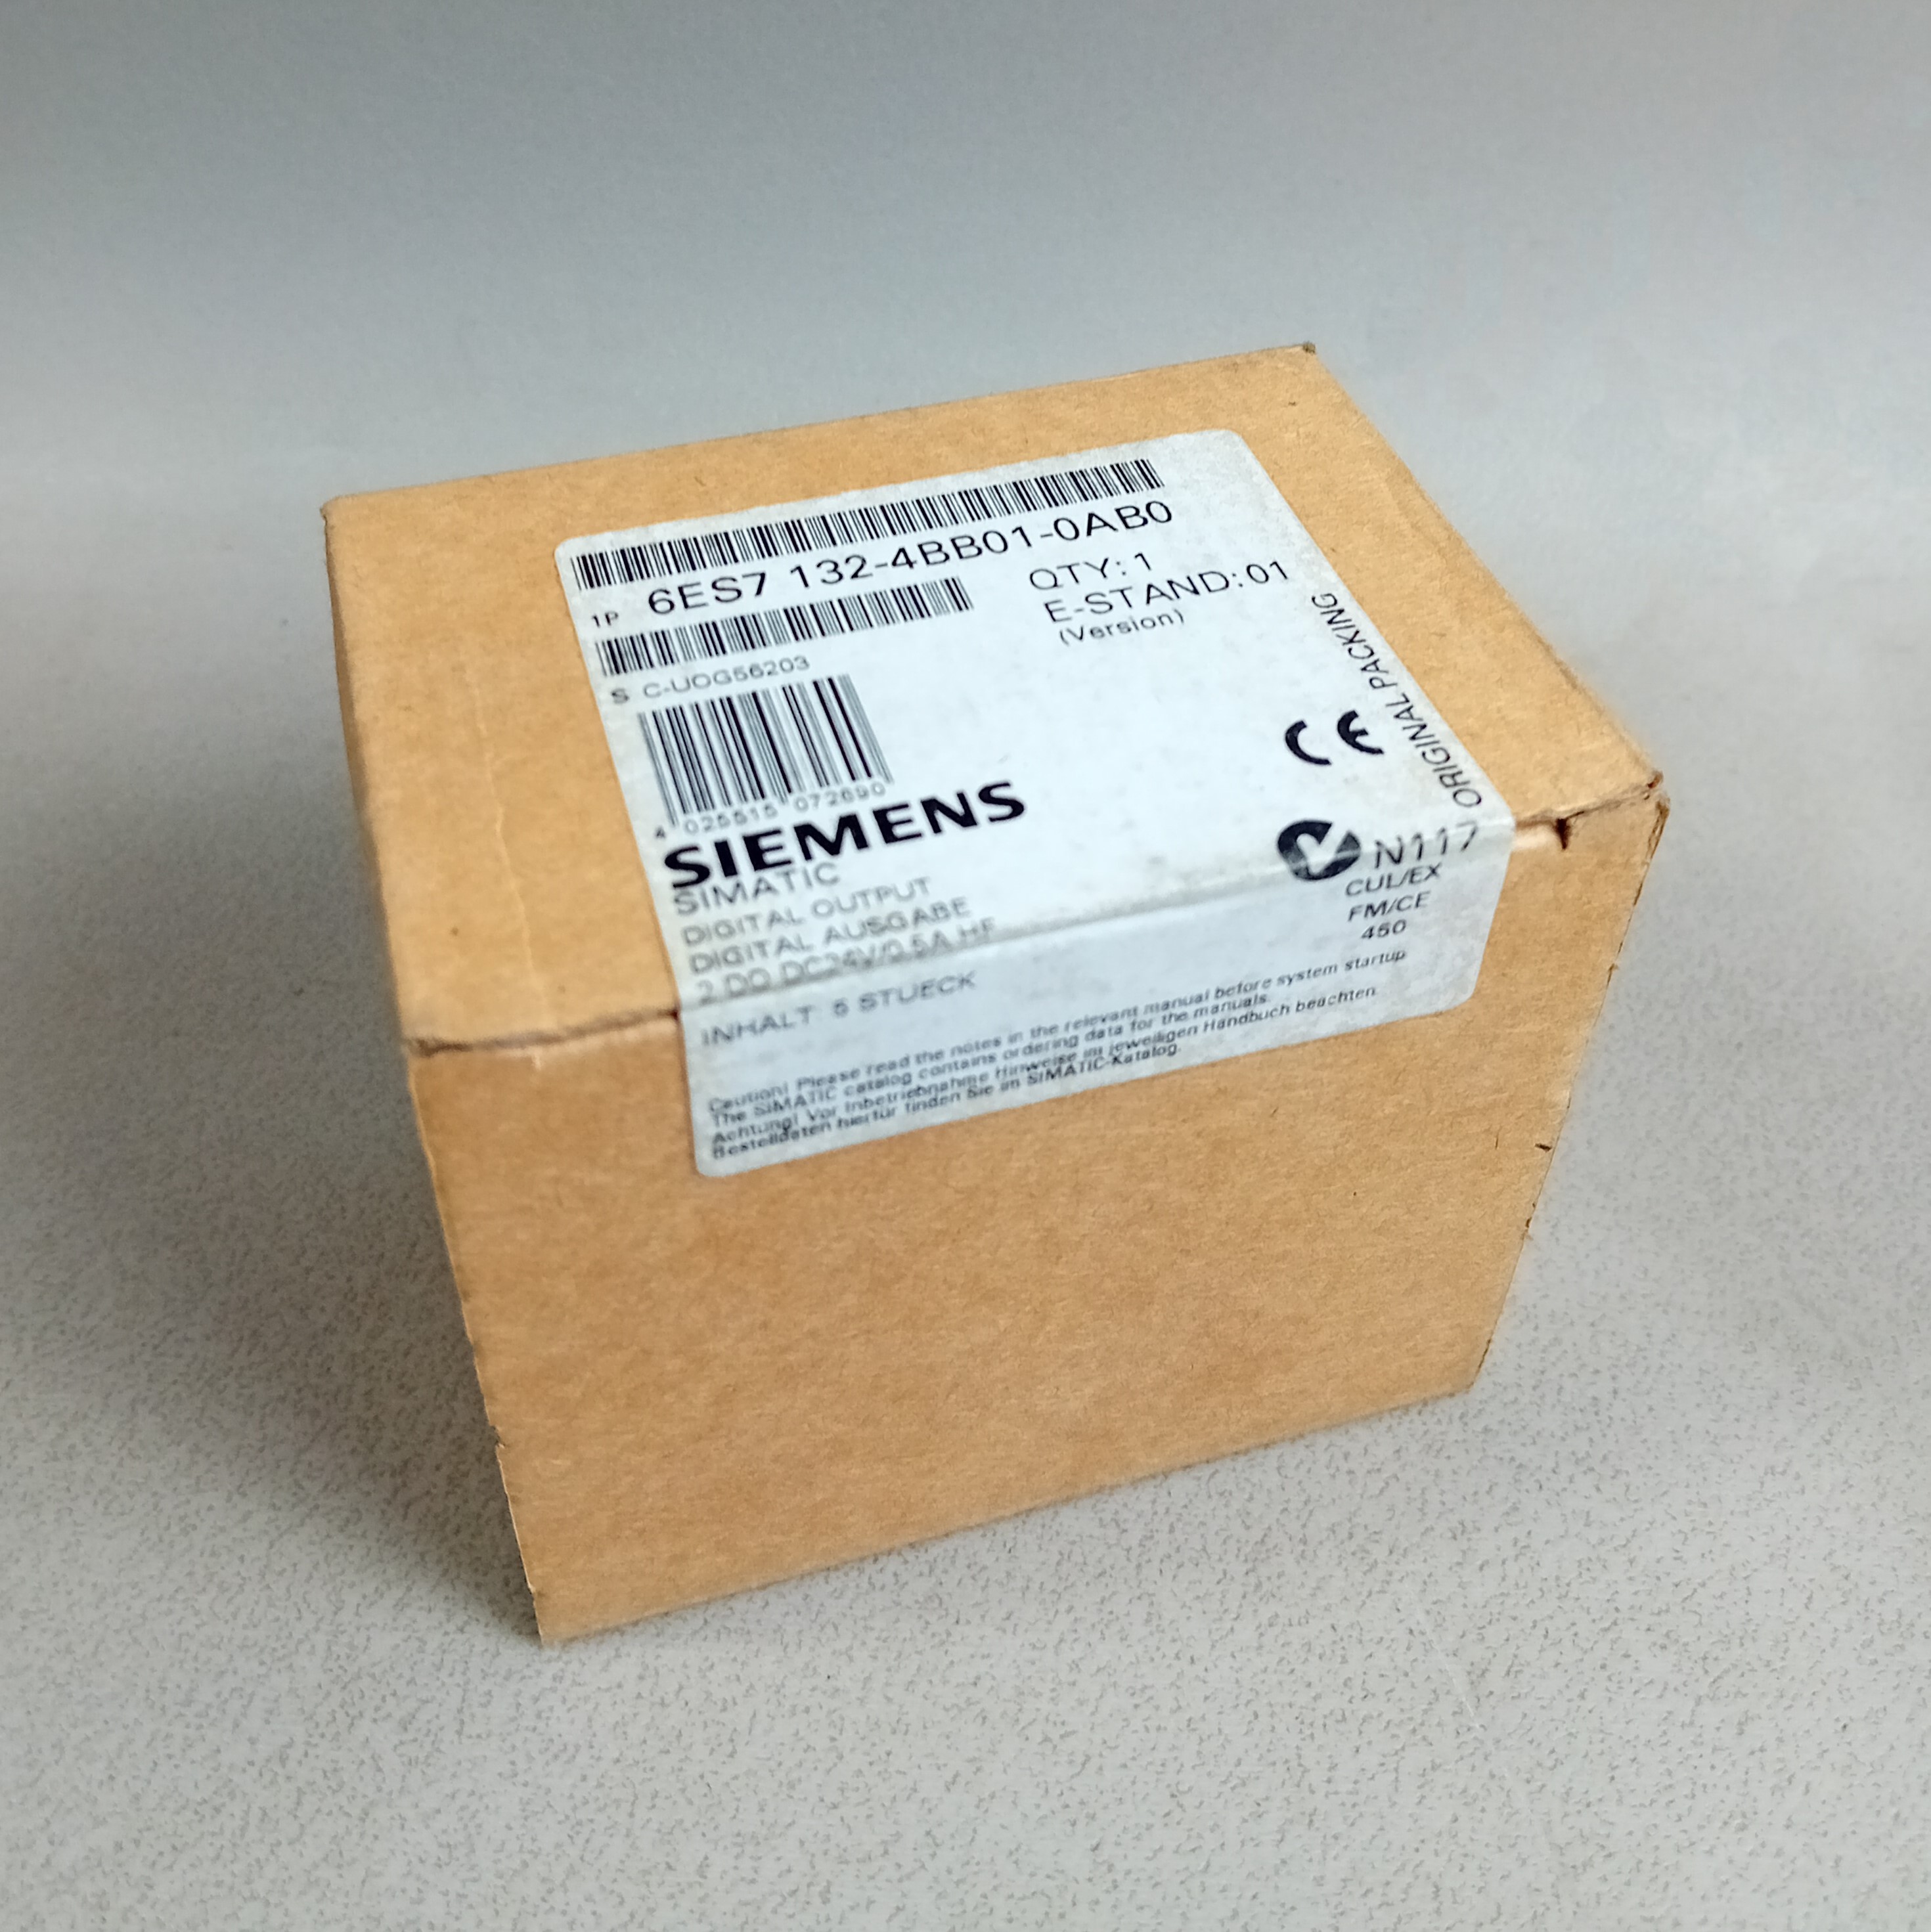 1P 6ES7 132-4BB01-0AB0
QTY: 1
E-STAND: 01
(Version)
S C-UOG56203
4 025515 072690
SIEMENS
SIMATIC
DIGITAL OUTPUT
DIGITAL AUSGABE
2 DO DC24V/0.5A HF
INHALT 5 STUECK
ORIGINAL PACKING
CE
N117
CUL/EX
FM/CE
450
Caution! Please read the notes in the relevant manual before system startup
The SIMATIC catalog contains ordering data for the manuals.
Achtung! Vor Inbetriebnahme Hinweise im jeweiligen Handbuch beachten
Bestelldaten hierfür finden Sie im SIMATIC-Katalog.